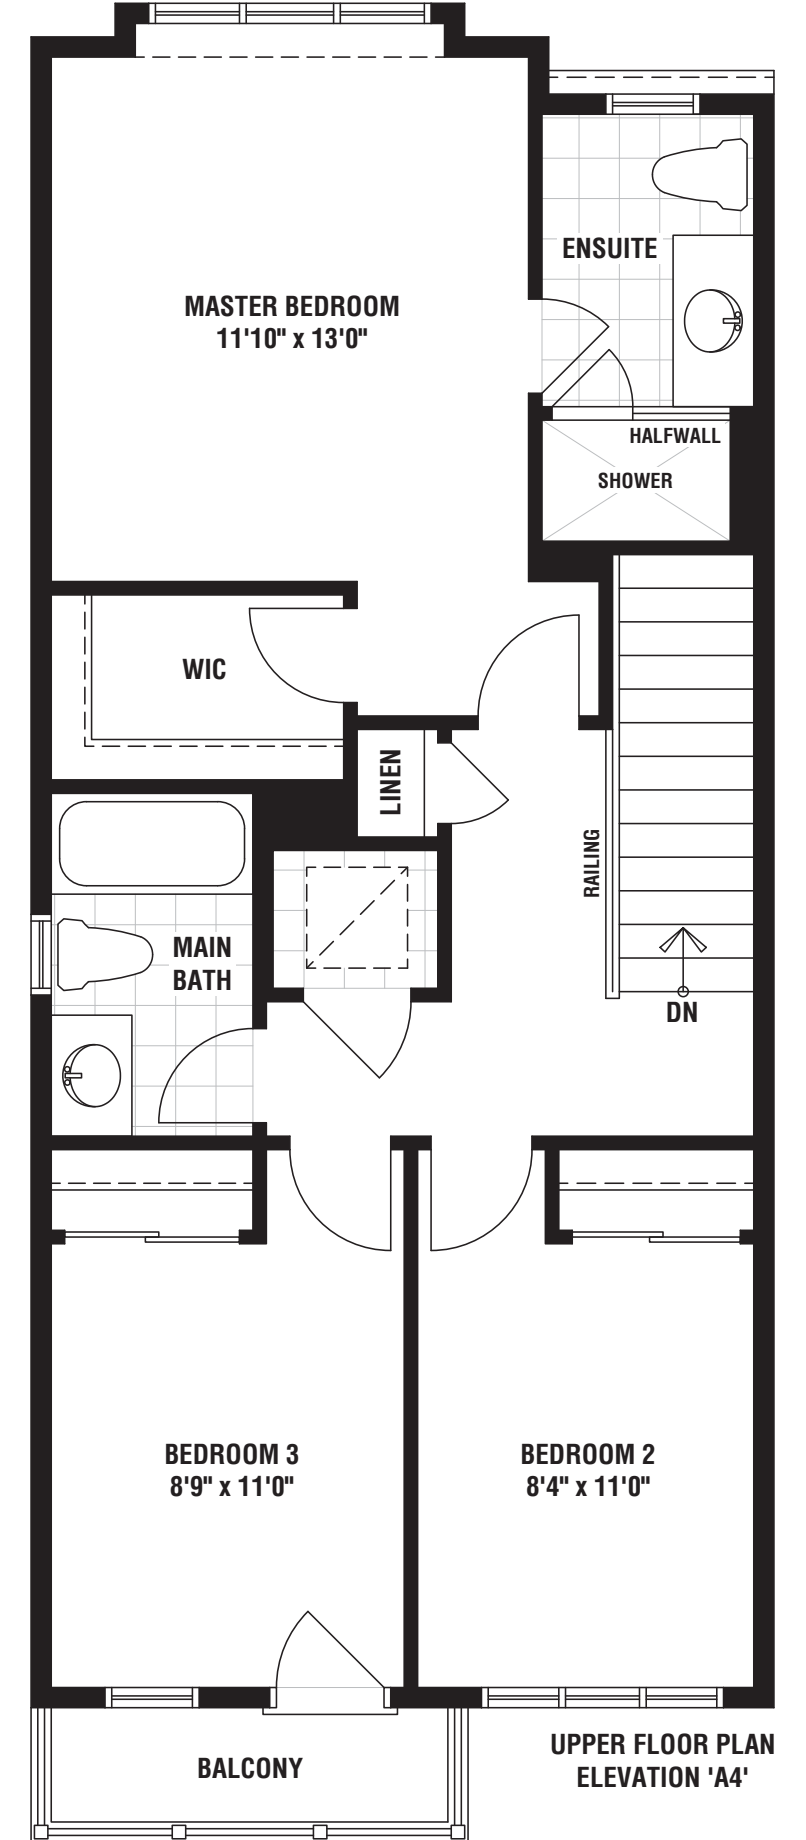 ENSUITE
MASTER BEDROOM
11'10" x 13'0"
HALFWALL
SHOWER
WIC
LINEN
RAILING
MAIN
BATH
DN
BEDROOM 3
8'9" x 11'0"
BEDROOM 2
8'4" x 11'0"
BALCONY
UPPER FLOOR PLAN
ELEVATION 'A4'